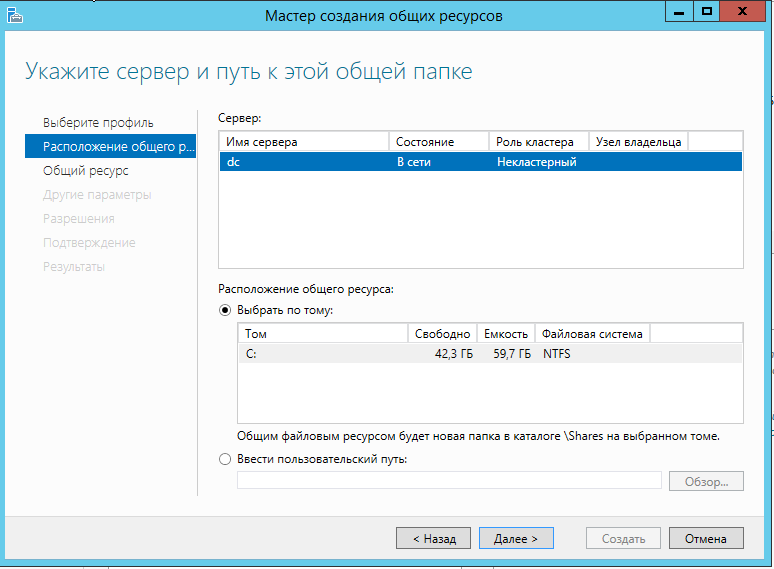 Мастер создания общих ресурсов
Укажите сервер и путь к этой общей папке
Выберите профиль
Расположение общего р...
Общий ресурс
Другие параметры
Разрешения
Подтверждение
Результаты
Сервер:
Имя сервера Состояние Роль кластера Узел владельца
dc В сети Некластерный
Расположение общего ресурса:
Выбрать по тому:
Том Свободно Емкость Файловая система
C: 42,3 ГБ 59,7 ГБ NTFS
Общим файловым ресурсом будет новая папка в каталоге \Shares на выбранном томе.
Ввести пользовательский путь:
Обзор...
< Назад Далее > Создать Отмена